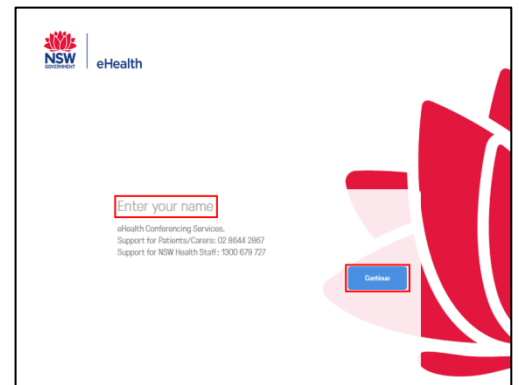 NSW
GOVERNMENT
eHealth
Enter your name
eHealth Conferencing Services.
Support for Patients/Carers: 02 8644 2867
Support for NSW Health Staff: 1300 679 727
Continue